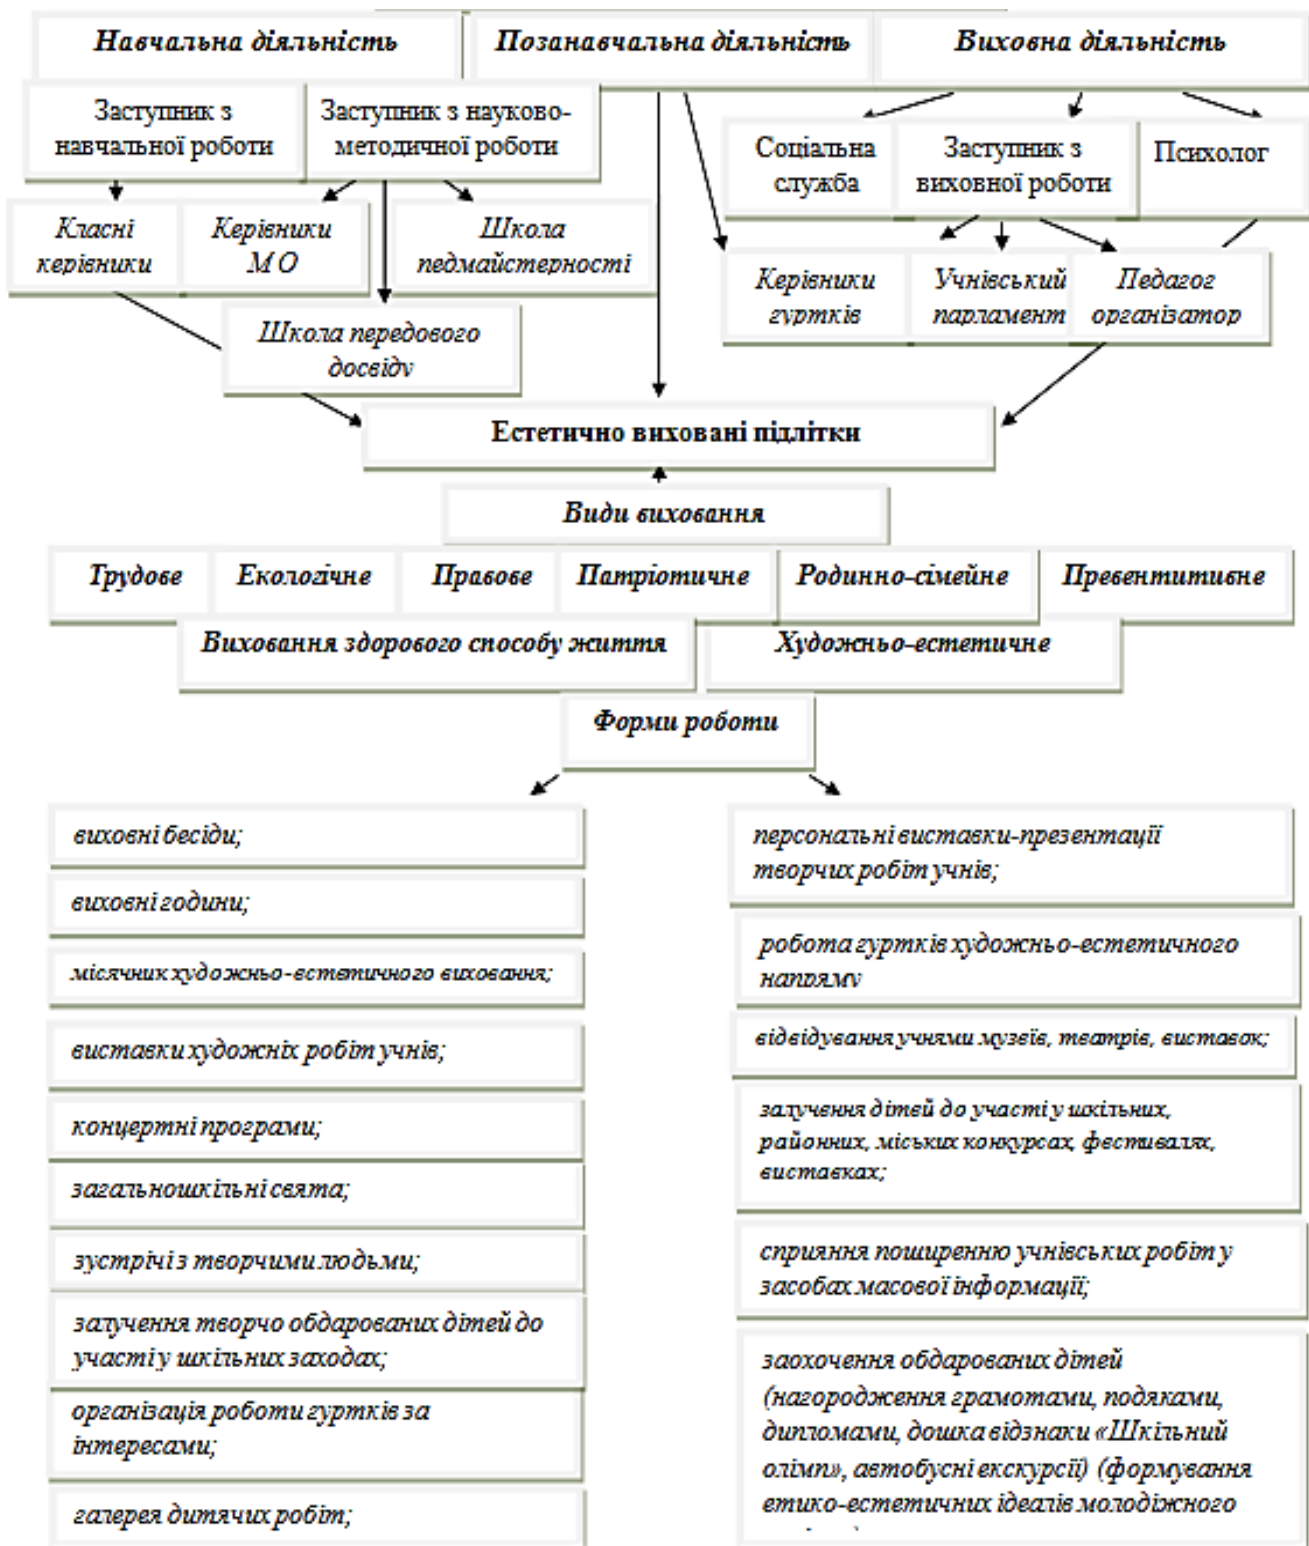 Навчальна діяльність
Позанавчальна діяльність
Виховна діяльність
Заступник з
навчальної роботи
Заступник з науково-
методичної роботи
Соціальна
служба
Заступник з
виховної роботи
Психолог
Класні
керівники
Керівники
М О
Школа
педмайстерності
Керівники
гуртків
Учнівський
парламент
Педагог
організатор
Школа передового
досвіду
Естетично виховані підлітки
Види виховання
Трудове
Екологічне
Правове
Патріотичне
Родинно-сімейне
Превентитивне
Виховання здорового способу життя
Художньо-естетичне
Форми роботи
виховні бесіди;
виховні години;
місячник художньо-естетичного виховання;
виставки художніх робіт учнів;
концертні програми;
загальношкільні свята;
зустрічі з творчими людьми;
залучення творчо обдарованих дітей до
участі у шкільних заходах;
організація роботи гуртків за
інтересами;
галерея дитячих робіт;
персональні виставки-презентації
творчих робіт учнів;
робота гуртків художньо-естетичного
напряму
відвідування учнями музеїв, театрів, виставок;
залучення дітей до участі у шкільних,
районних, міських конкурсах, фестивалях,
виставках;
сприяння поширенню учнівських робіт у
засобах масової інформації;
заохочення обдарованих дітей
(нагородження грамотами, подяками,
дипломами, дошка відзнаки «Шкільний
олімп», автобусні екскурсії) (формування
етико-естетичних ідеалів молодіжного